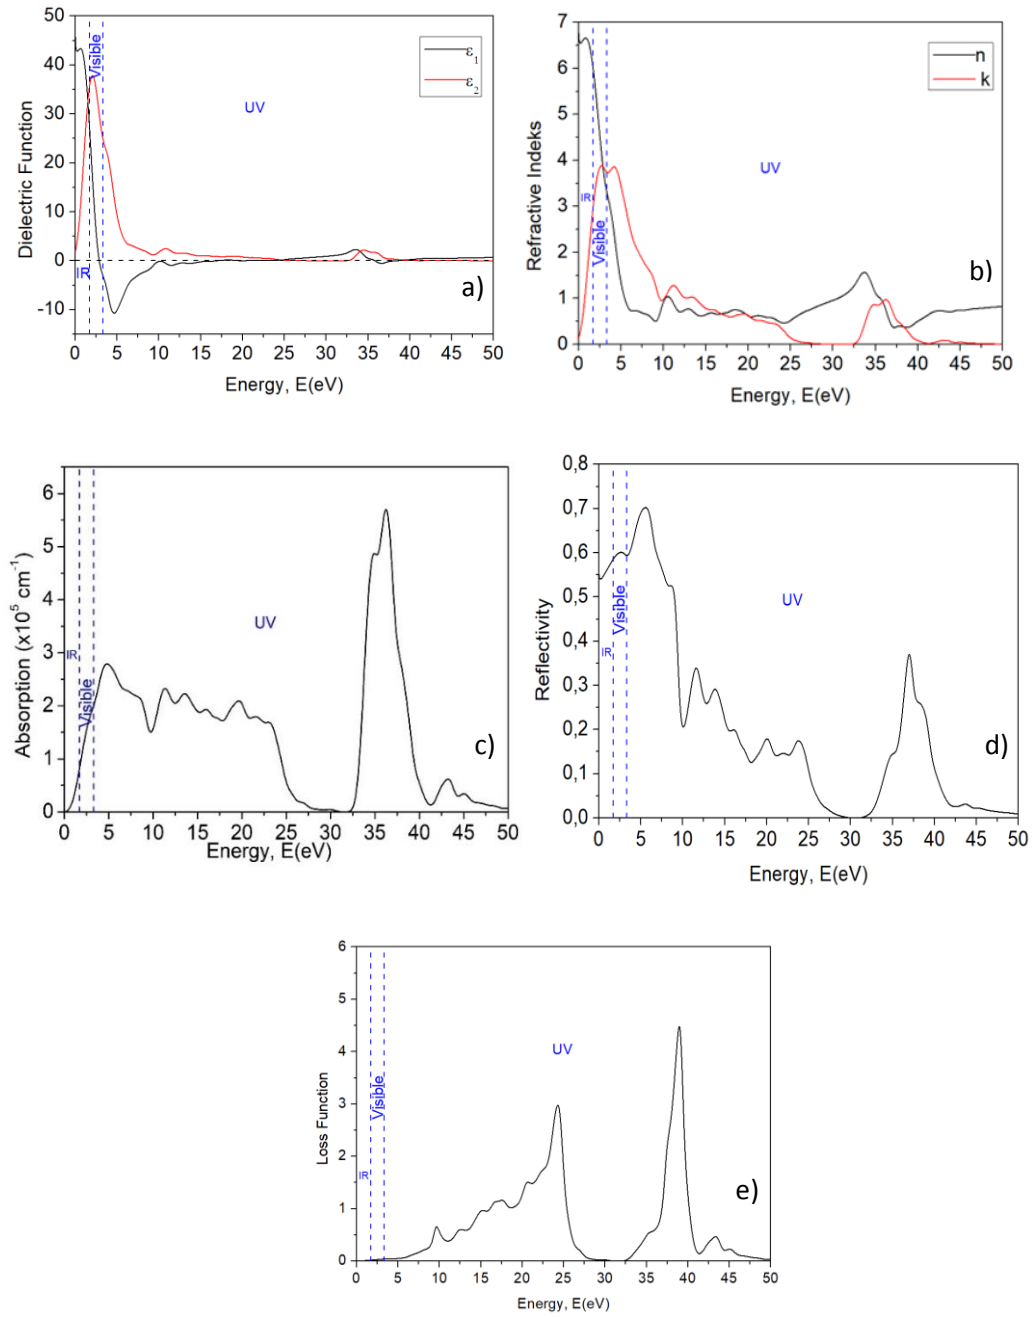 50
40
30
20
10
0
-10
Dielectric Function
IR
Visible
UV
ε1
ε2
a)
0 5 10 15 20 25 30 35 40 45 50
Energy, E(eV)
7
6
5
4
3
2
1
0
Refractive Indeks
IR
Visible
UV
n
k
b)
0 5 10 15 20 25 30 35 40 45 50
Energy, E(eV)
6
5
4
3
2
1
0
Absorption (x10⁵ cm⁻¹)
IR
Visible
UV
c)
0 5 10 15 20 25 30 35 40 45 50
Energy, E(eV)
0,8
0,7
0,6
0,5
0,4
0,3
0,2
0,1
0,0
Reflectivity
IR
Visible
UV
d)
0 5 10 15 20 25 30 35 40 45 50
Energy, E(eV)
6
5
4
3
2
1
0
Loss Function
IR
Visible
UV
e)
0 5 10 15 20 25 30 35 40 45 50
Energy, E(eV)